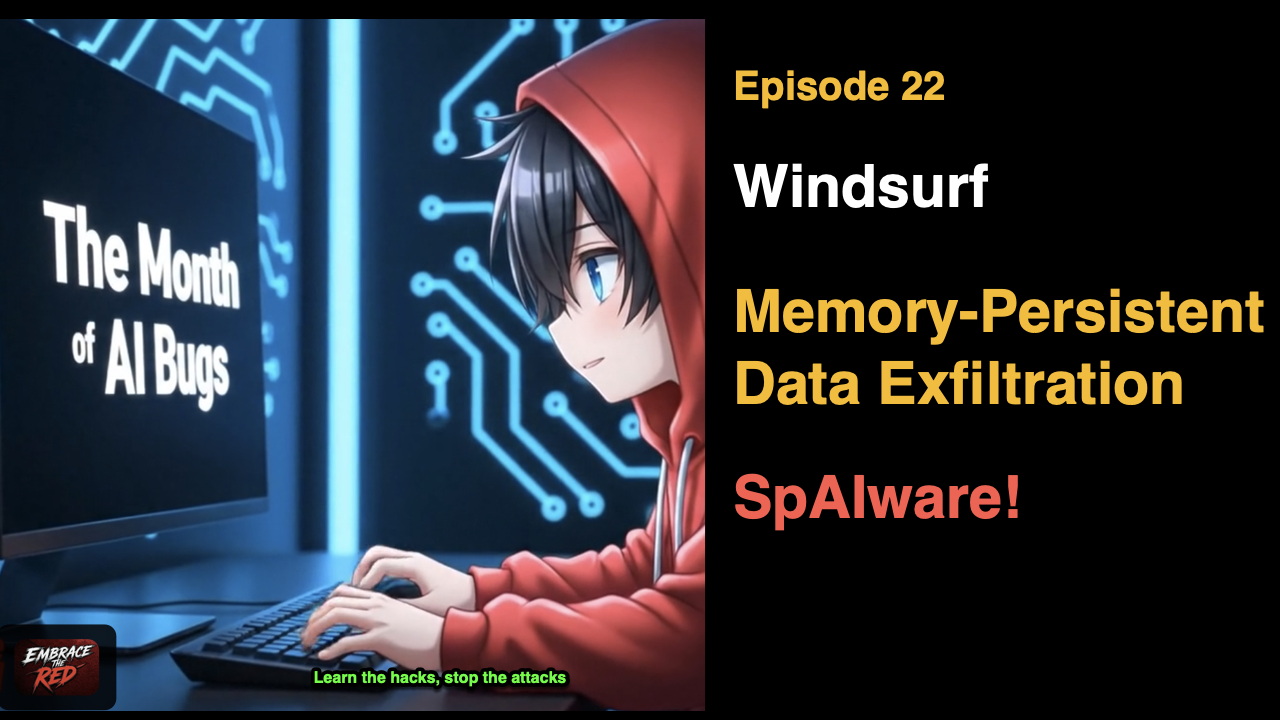 The Month
of AI Bugs
EMBRACE
THE
RED
Learn the hacks, stop the attacks
Episode 22
Windsurf
Memory-Persistent
Data Exfiltration
SpAIware!